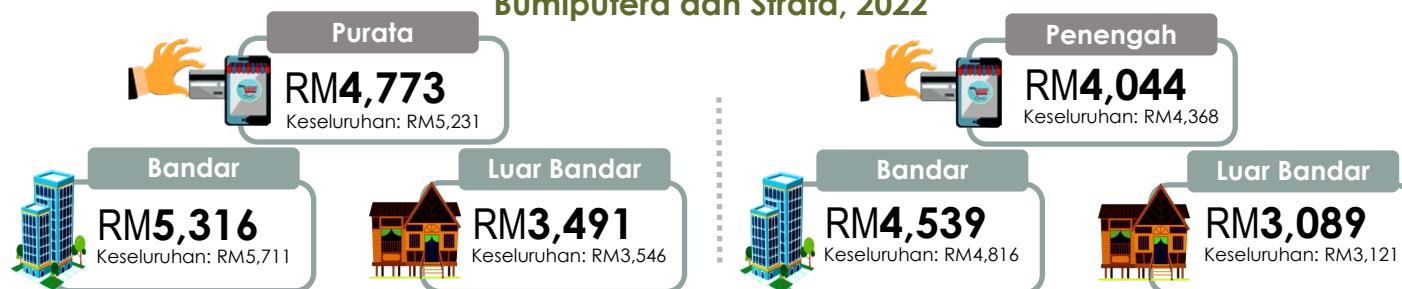 Bumiputera dan Strata, 2022
Purata
RM4,773
Keseluruhan: RM5,231
Bandar
RM5,316
Keseluruhan: RM5,711
Luar Bandar
RM3,491
Keseluruhan: RM3,546
Penengah
RM4,044
Keseluruhan: RM4,368
Bandar
RM4,539
Keseluruhan: RM4,816
Luar Bandar
RM3,089
Keseluruhan: RM3,121